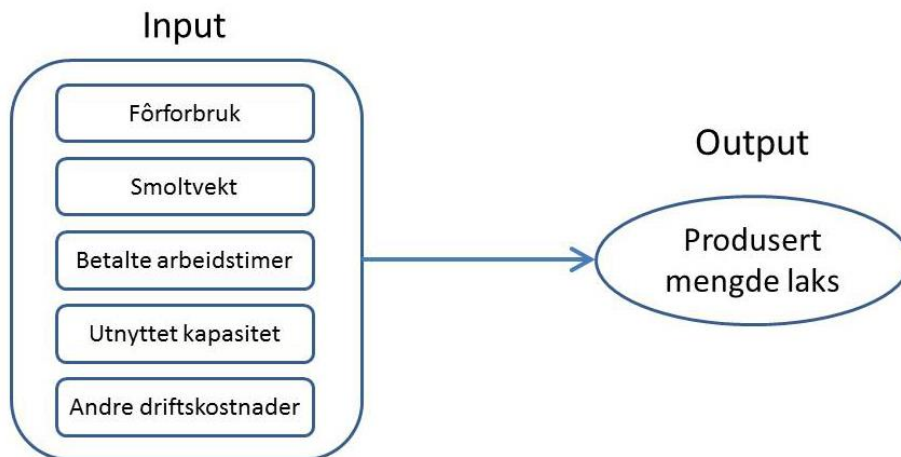 Input
Fôrforbruk
Smoltvekt
Betalte arbeidstimer
Utnyttet kapasitet
Andre driftskostnader
Output
Produsert
mengde laks